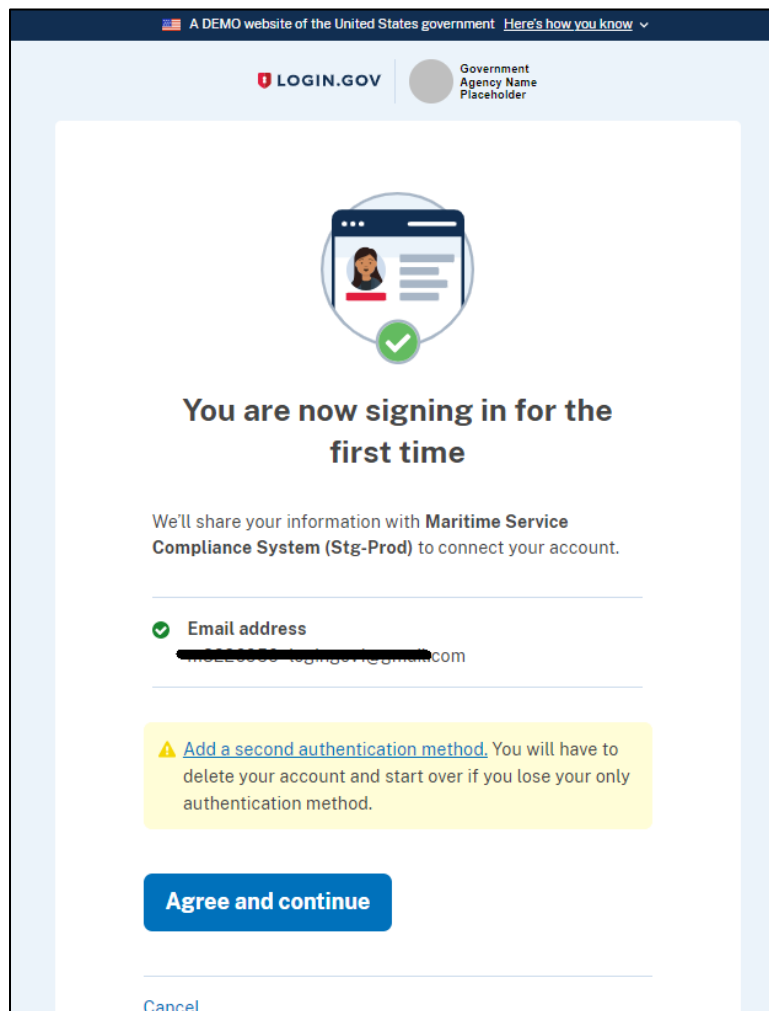 A DEMO website of the United States government Here's how you know
LOGIN.GOV
Government
Agency Name
Placeholder
You are now signing in for the
first time
We'll share your information with Maritime Service
Compliance System (Stg-Prod) to connect your account.
Email address
.com
Add a second authentication method. You will have to
delete your account and start over if you lose your only
authentication method.
Agree and continue
Cancel